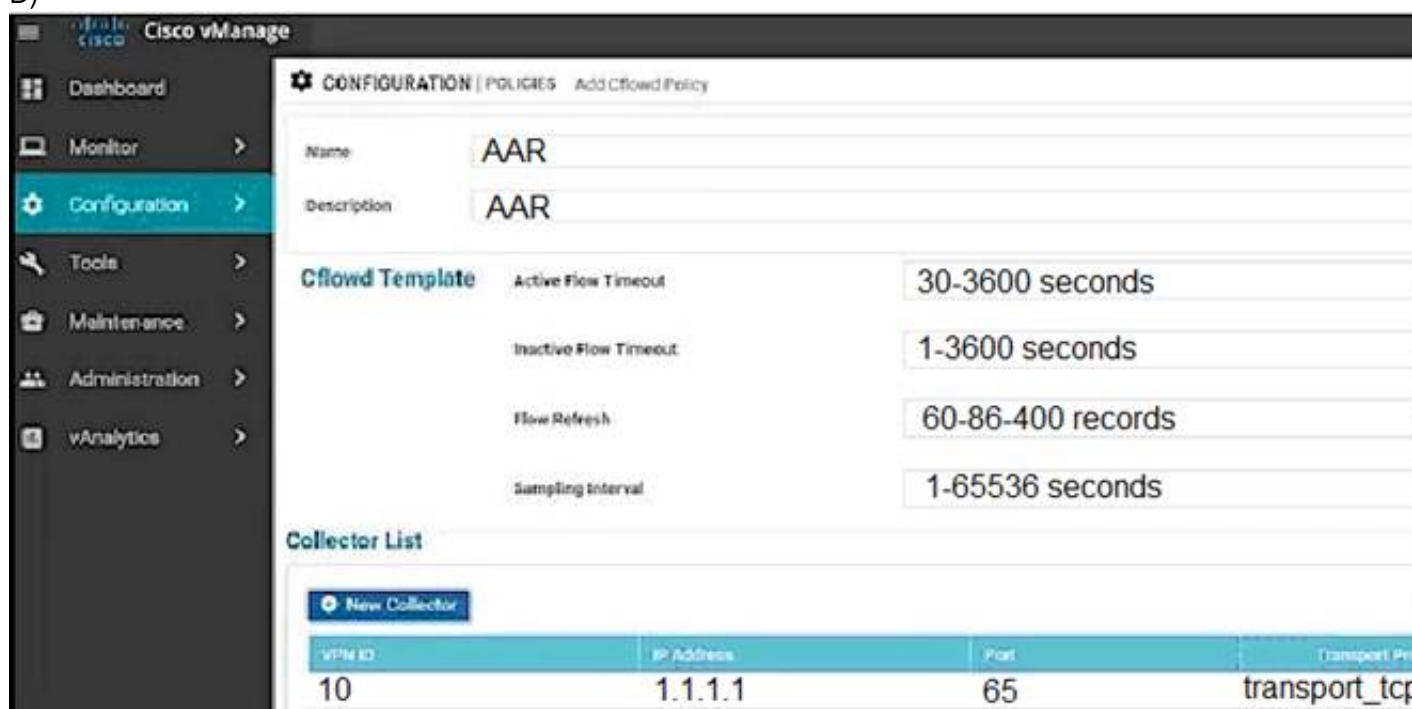 D)
CISCO Cisco vManage
Dashboard
CONFIGURATION | POLICIES Add Cflowd Policy
Monitor
Name AAR
Configuration
Description AAR
Tools
Cflowd Template Active Flow Timeout 30-3600 seconds
Maintenance
Inactive Flow Timeout 1-3600 seconds
Administration
Flow Refresh 60-86-400 records
vAnalytics
Sampling Interval 1-65536 seconds
Collector List
New Collector
VPN ID IP Address Port Transport Pr
10 1.1.1.1 65 transport_tcp